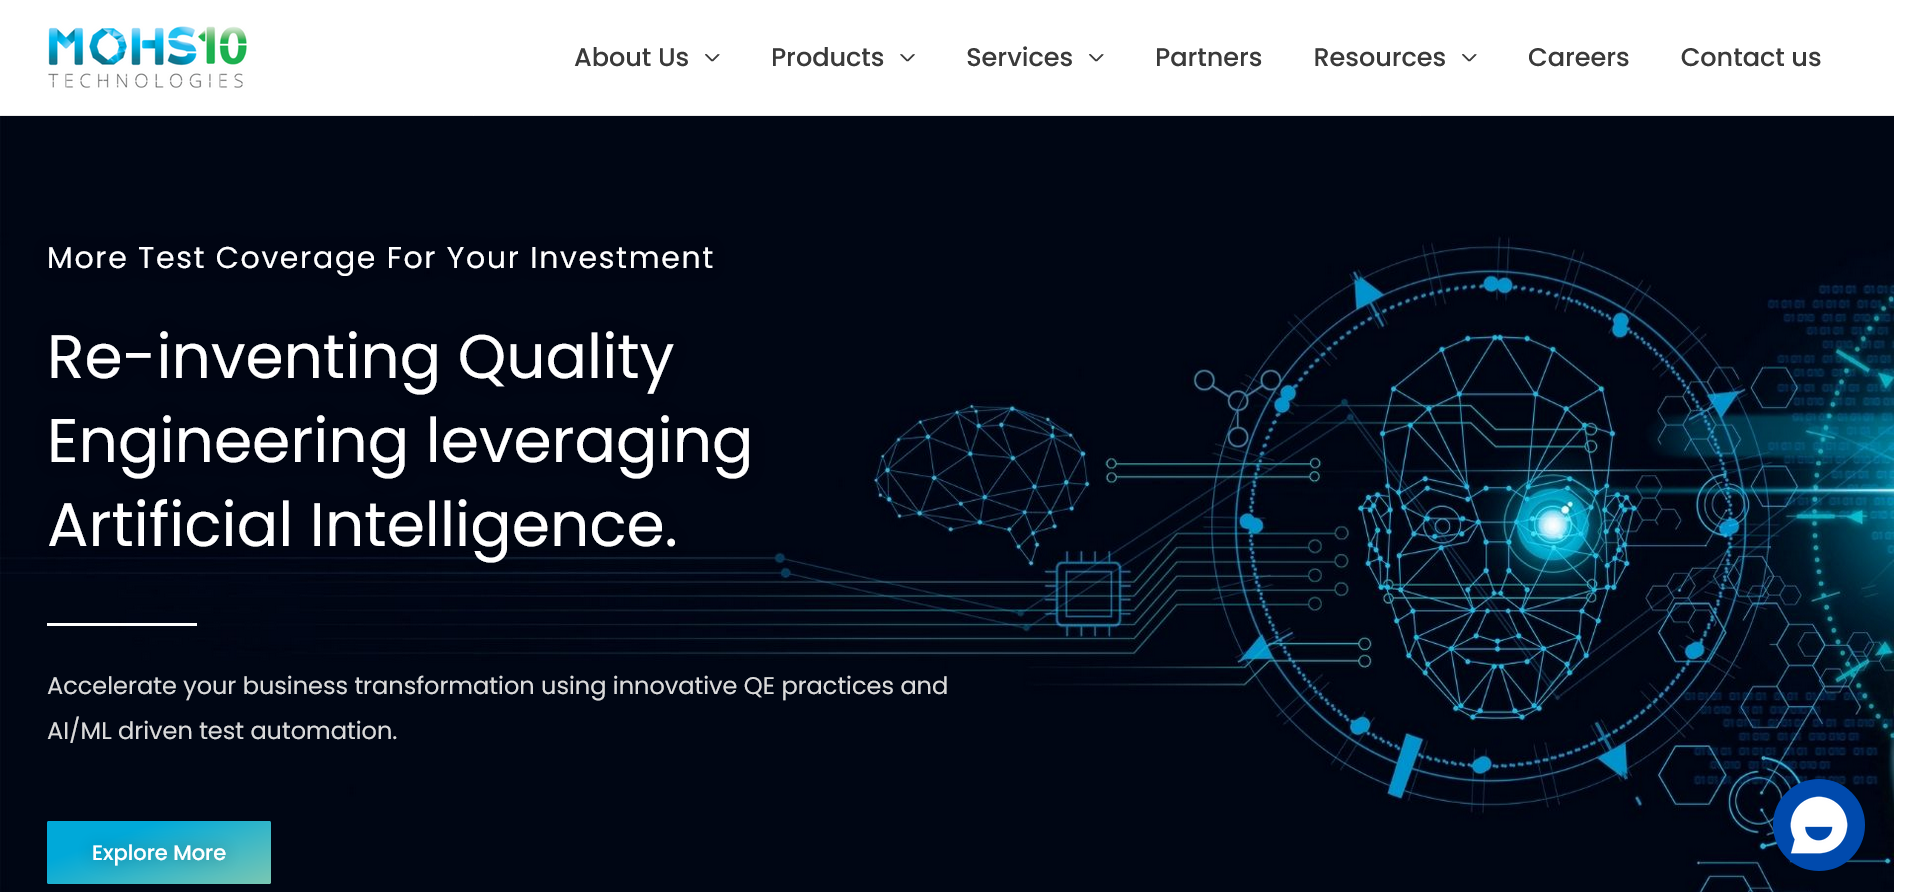 MOHS10
TECHNOLOGIES
About Us
Products
Services
Partners
Resources
Careers
Contact us
More Test Coverage For Your Investment
Re-inventing Quality
Engineering leveraging
Artificial Intelligence.
Accelerate your business transformation using innovative QE practices and
AI/ML driven test automation.
Explore More